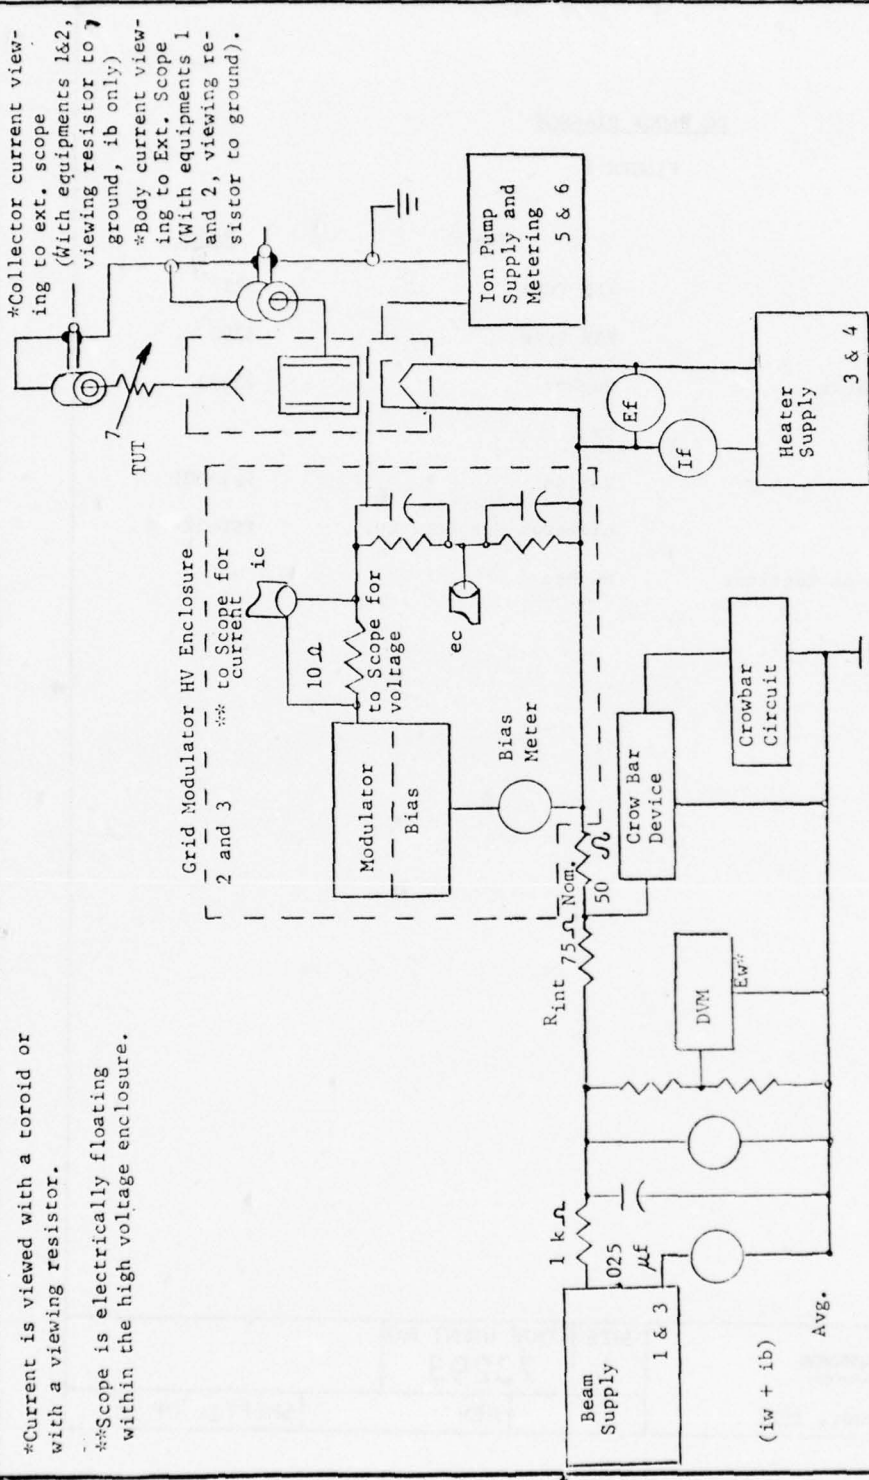 *Current is viewed with a toroid or
with a viewing resistor.
**Scope is electrically floating
within the high voltage enclosure.
*Collector current view-
ing to ext. scope
(With equipments 1&2,
viewing resistor to
ground, ib only)
*Body current view-
ing to Ext. Scope
(With equipments 1
and 2, viewing re-
sistor to ground).
7
TUT
Grid Modulator HV Enclosure
2 and 3
** to Scope for
current
ic
10 Ω
to Scope for
voltage
ec
Modulator
Bias
Bias
Meter
Ion Pump
Supply and
Metering
5 & 6
Ef
If
Heater
Supply
3 & 4
Rint
75 Ω Nom.
50 Ω
Crow Bar
Device
Crowbar
Circuit
DVM
Ew*
1 k Ω
.025
μf
Beam
Supply
1 & 3
(iw + ib)
Avg.